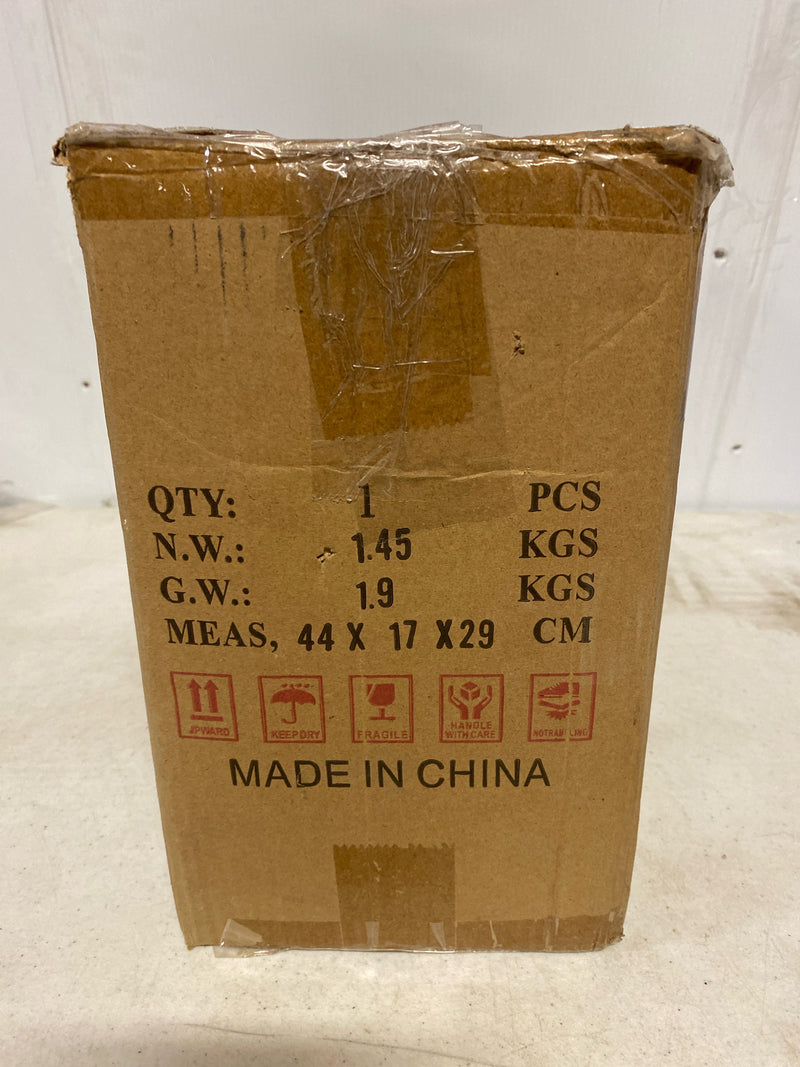 QTY: 1 PCS
N.W.: 1.45 KGS
G.W.: 1.9 KGS
MEAS, 44 X 17 X29 CM
UPWARD KEEP DRY FRAGILE HANDLE WITH CARE
MADE IN CHINA